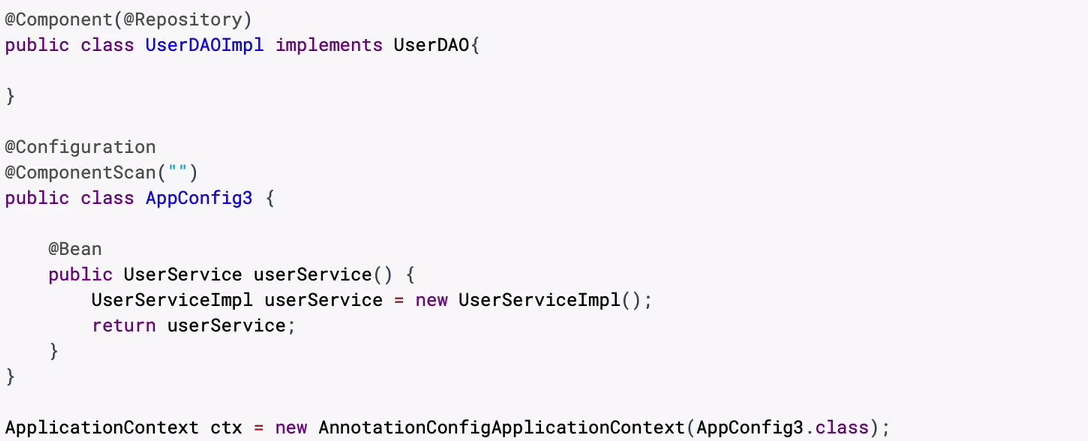 @Component(@Repository)
public class UserDAOImpl implements UserDAO{
}
@Configuration
@ComponentScan("")
public class AppConfig3 {
    @Bean
    public UserService userService() {
        UserServiceImpl userService = new UserServiceImpl();
        return userService;
    }
}
ApplicationContext ctx = new AnnotationConfigApplicationContext(AppConfig3.class);